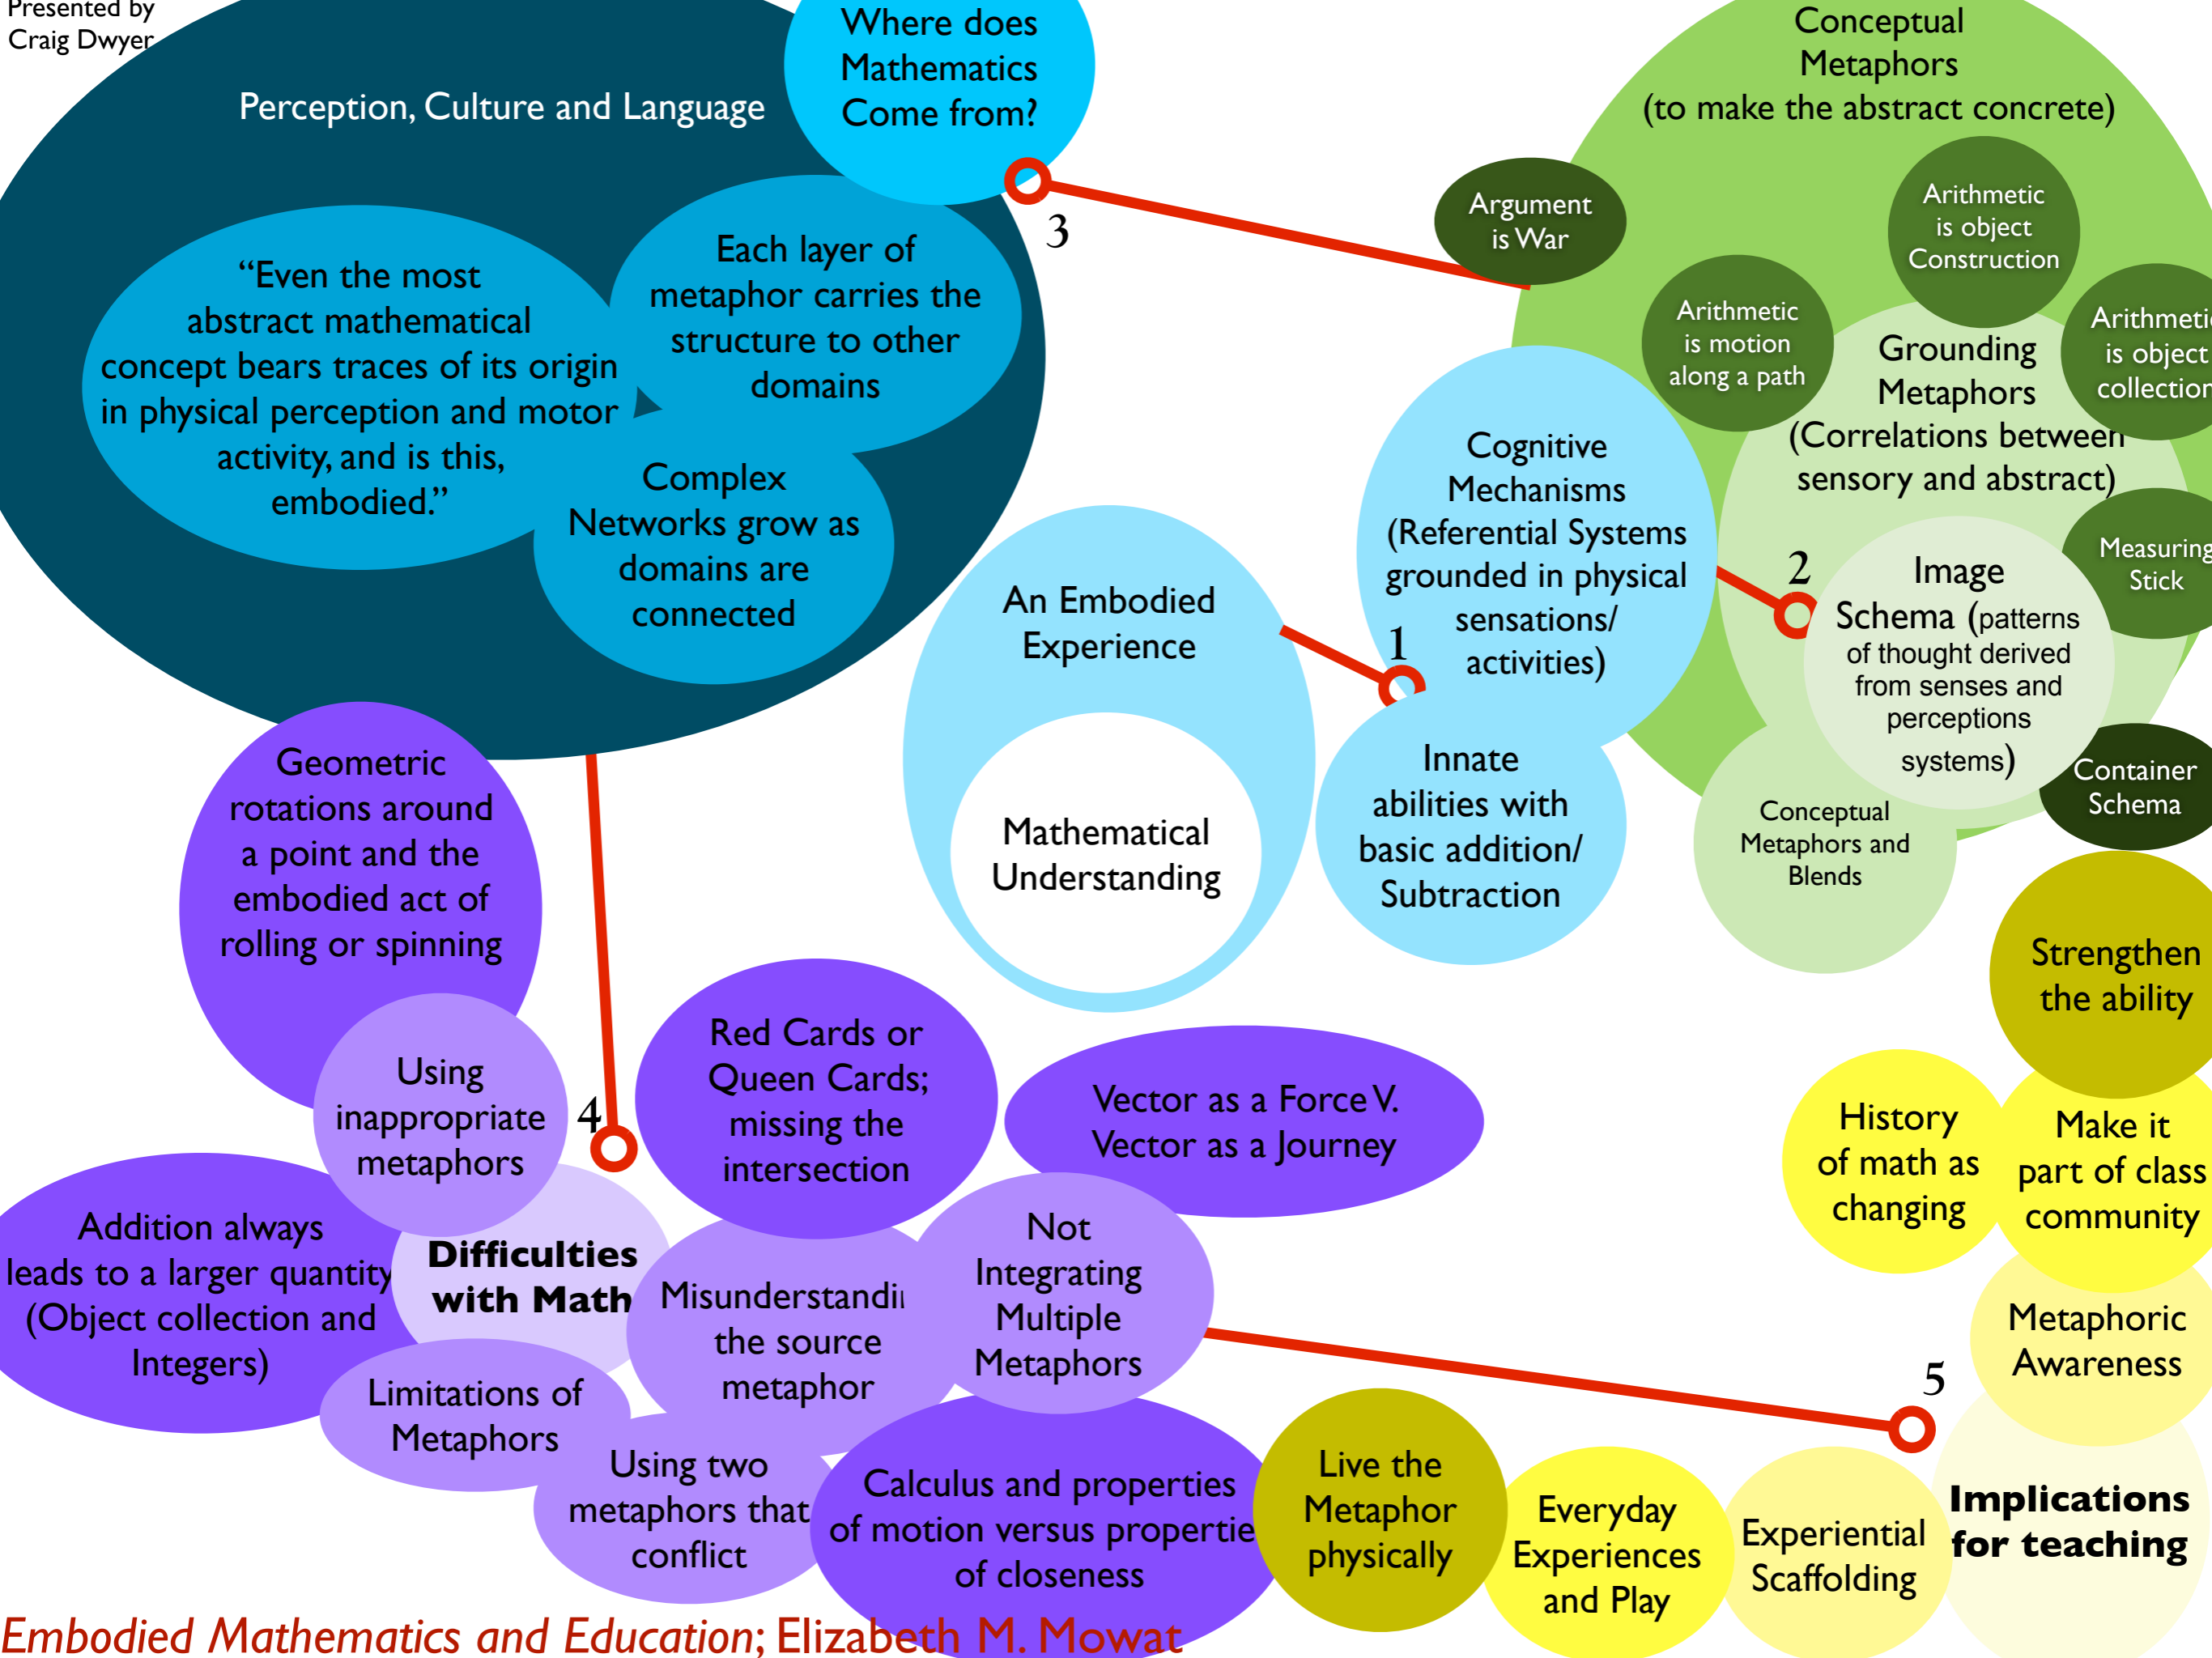 Presented by
Craig Dwyer
Perception, Culture and Language
Where does
Mathematics
Come from?
3
“Even the most
abstract mathematical
concept bears traces of its origin
in physical perception and motor
activity, and is this,
embodied.”
Each layer of
metaphor carries the
structure to other
domains
Complex
Networks grow as
domains are
connected
Conceptual
Metaphors
(to make the abstract concrete)
Argument
is War
Arithmetic
is object
Construction
Arithmetic
is motion
along a path
Arithmeti
is object
collection
Grounding
Metaphors
(Correlations between
sensory and abstract)
Measuring
Stick
2
Image
Schema (patterns
of thought derived
from senses and
perceptions
systems)
Container
Schema
Conceptual
Metaphors and
Blends
Cognitive
Mechanisms
(Referential Systems
grounded in physical
sensations/
activities)
1
Innate
abilities with
basic addition/
Subtraction
An Embodied
Experience
Mathematical
Understanding
Geometric
rotations around
a point and the
embodied act of
rolling or spinning
Using
inappropriate
metaphors
4
Red Cards or
Queen Cards;
missing the
intersection
Vector as a Force V.
Vector as a Journey
Addition always
leads to a larger quantity
(Object collection and
Integers)
Difficulties
with Math
Misunderstandi
the source
metaphor
Not
Integrating
Multiple
Metaphors
Limitations of
Metaphors
Using two
metaphors that
conflict
Calculus and properties
of motion versus propertie
of closeness
Strengthen
the ability
History
of math as
changing
Make it
part of class
community
Metaphoric
Awareness
5
Live the
Metaphor
physically
Everyday
Experiences
and Play
Experiential
Scaffolding
Implications
for teaching
Embodied Mathematics and Education; Elizabeth M. Mowat